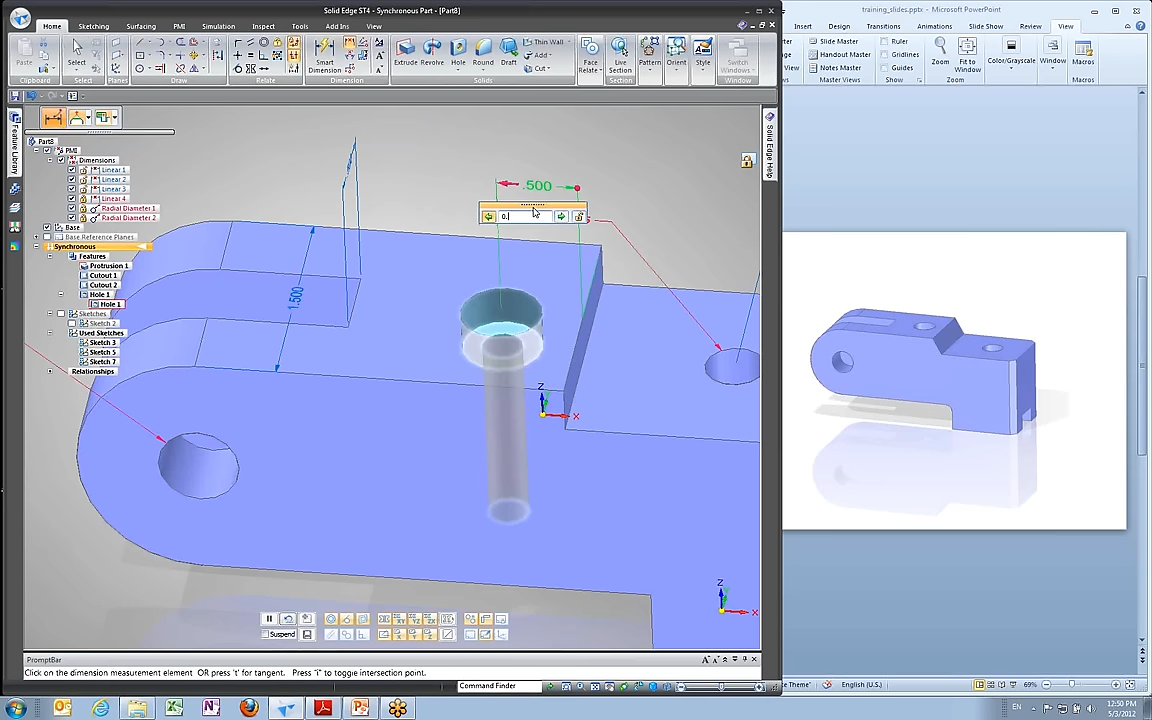 Solid Edge ST4 - Synchronous Part - [Part8]
Home Sketching Surfacing PMI Simulation Inspect Tools Add Ins View
Paste
Select
Smart Dimension
Extrude
Revolve
Hole
Round
Draft
Thin Wall
Add
Cut
Face Relate
Live Section
Pattern
Orient
Style
Switch Windows
Clipboard Select Planes Draw Relate Dimension Solids Section Window
Feature Library
Solid Edge Help
Part8
PMI
Dimensions
Linear 1
Linear 2
Linear 3
Linear 4
Radial Diameter 1
Radial Diameter 2
Base
Base Reference Planes
Synchronous
Features
Protrusion 1
Cutout 1
Cutout 2
Hole 1
Hole 1
Sketches
Sketch 2
Used Sketches
Sketch 3
Sketch 5
Sketch 7
Relationships
.500
0.
1.500
Z
X
Z
X
Suspend
PromptBar
Click on the dimension measurement element OR press 't' for tangent. Press "i" to toggle intersection point.
Command Finder
training_slides.pptx - Microsoft PowerPoint
Insert Design Transitions Animations Slide Show Review View
Slide Master
Handout Master
Notes Master
Master Views
Ruler
Gridlines
Guides
Show
Zoom
Fit to Window
Zoom
Color/Grayscale
Window
Macros
Macros
English (U.S.)
69%
EN
12:50 PM
5/3/2012